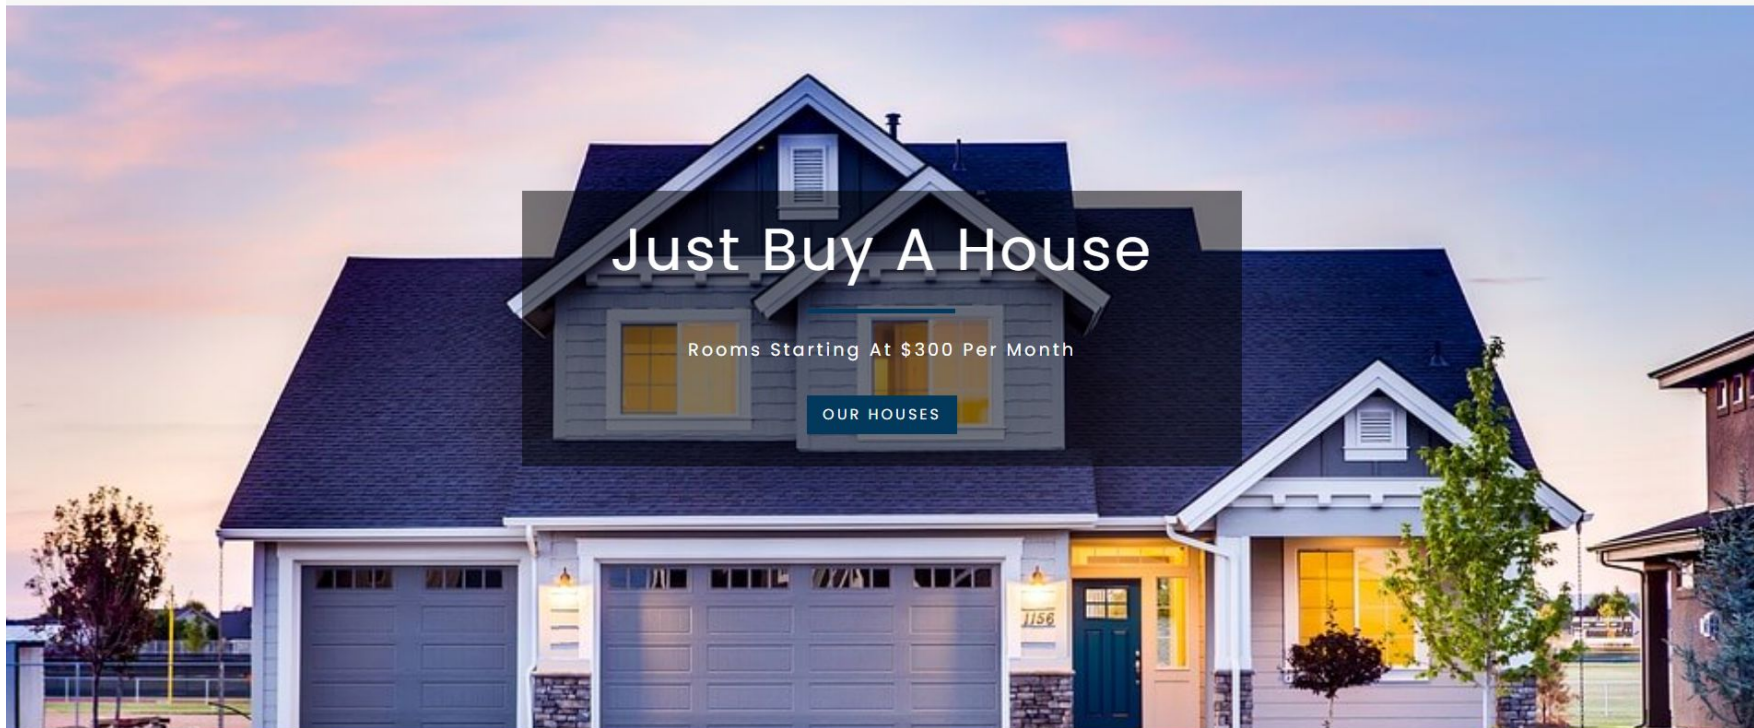 Just Buy A House
Rooms Starting At $300 Per Month
OUR HOUSES
1156